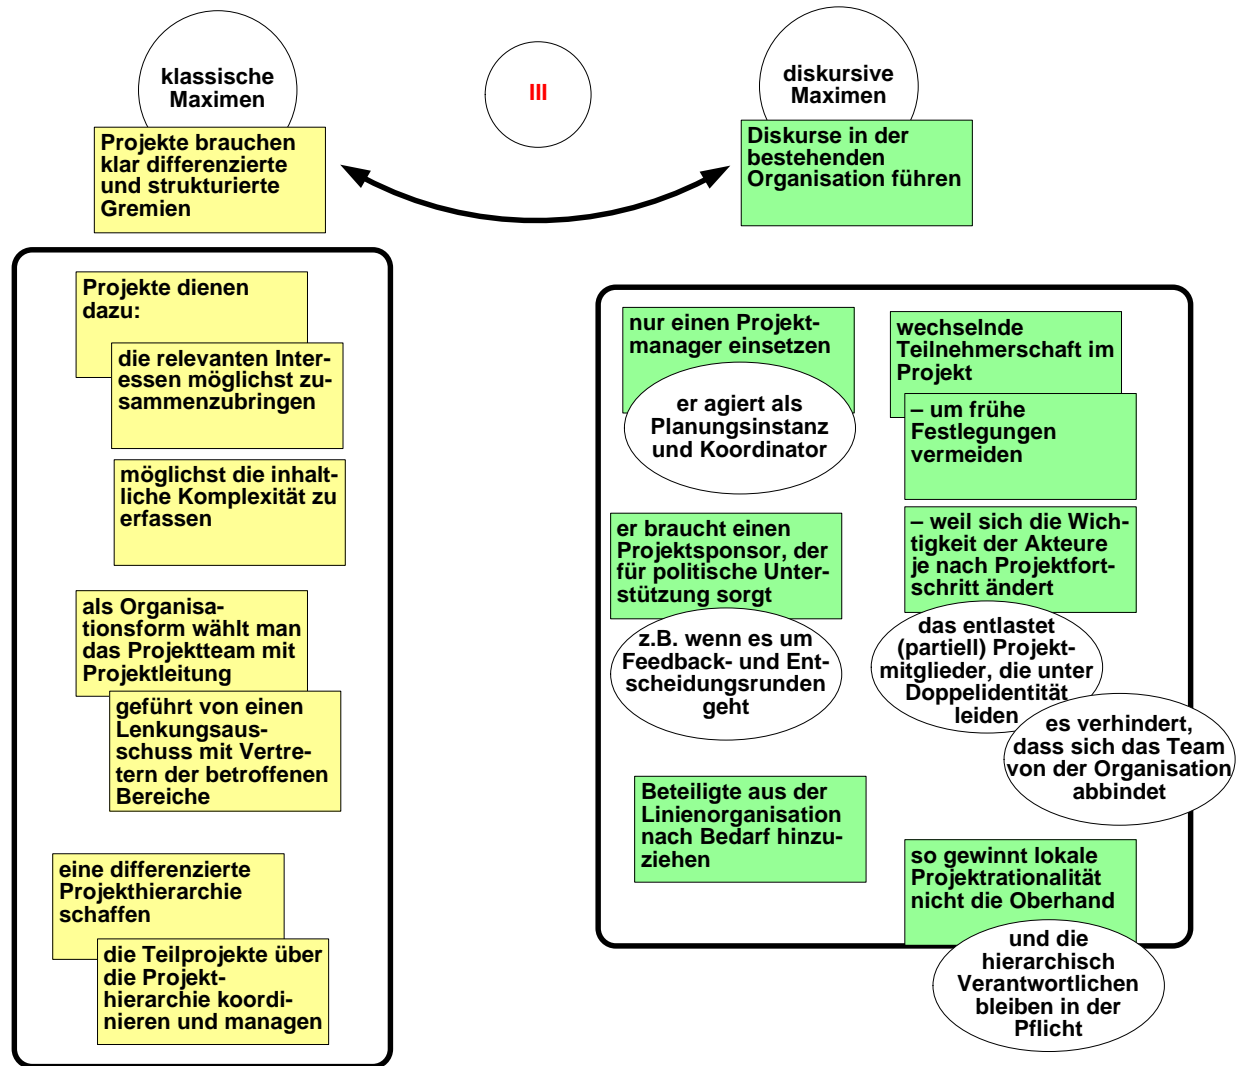 klassische
Maximen
Projekte brauchen
klar differenzierte
und strukturierte
Gremien
III
diskursive
Maximen
Diskurse in der
bestehenden
Organisation führen
Projekte dienen
dazu:
die relevanten Inter-
essen möglichst zu-
sammenzubringen
möglichst die inhalt-
liche Komplexität zu
erfassen
als Organisa-
tionsform wählt man
das Projektteam mit
Projektleitung
geführt von einen
Lenkungsaus-
schuss mit Vertre-
tern der betroffenen
Bereiche
eine differenzierte
Projekthierarchie
schaffen
die Teilprojekte über
die Projekt-
hierarchie koordi-
nieren und managen
nur einen Projekt-
manager einsetzen
er agiert als
Planungsinstanz
und Koordinator
er braucht einen
Projektsponsor, der
für politische Unter-
stützung sorgt
z.B. wenn es um
Feedback- und Ent-
scheidungsrunden
geht
Beteiligte aus der
Linienorganisation
nach Bedarf hinzu-
ziehen
wechselnde
Teilnehmerschaft im
Projekt
– um frühe
Festlegungen
vermeiden
– weil sich die Wich-
tigkeit der Akteure
je nach Projektfort-
schritt ändert
das entlastet
(partiell) Projekt-
mitglieder, die unter
Doppelidentität
leiden
es verhindert,
dass sich das Team
von der Organisation
abbindet
so gewinnt lokale
Projektrationalität
nicht die Oberhand
und die
hierarchisch
Verantwortlichen
bleiben in der
Pflicht